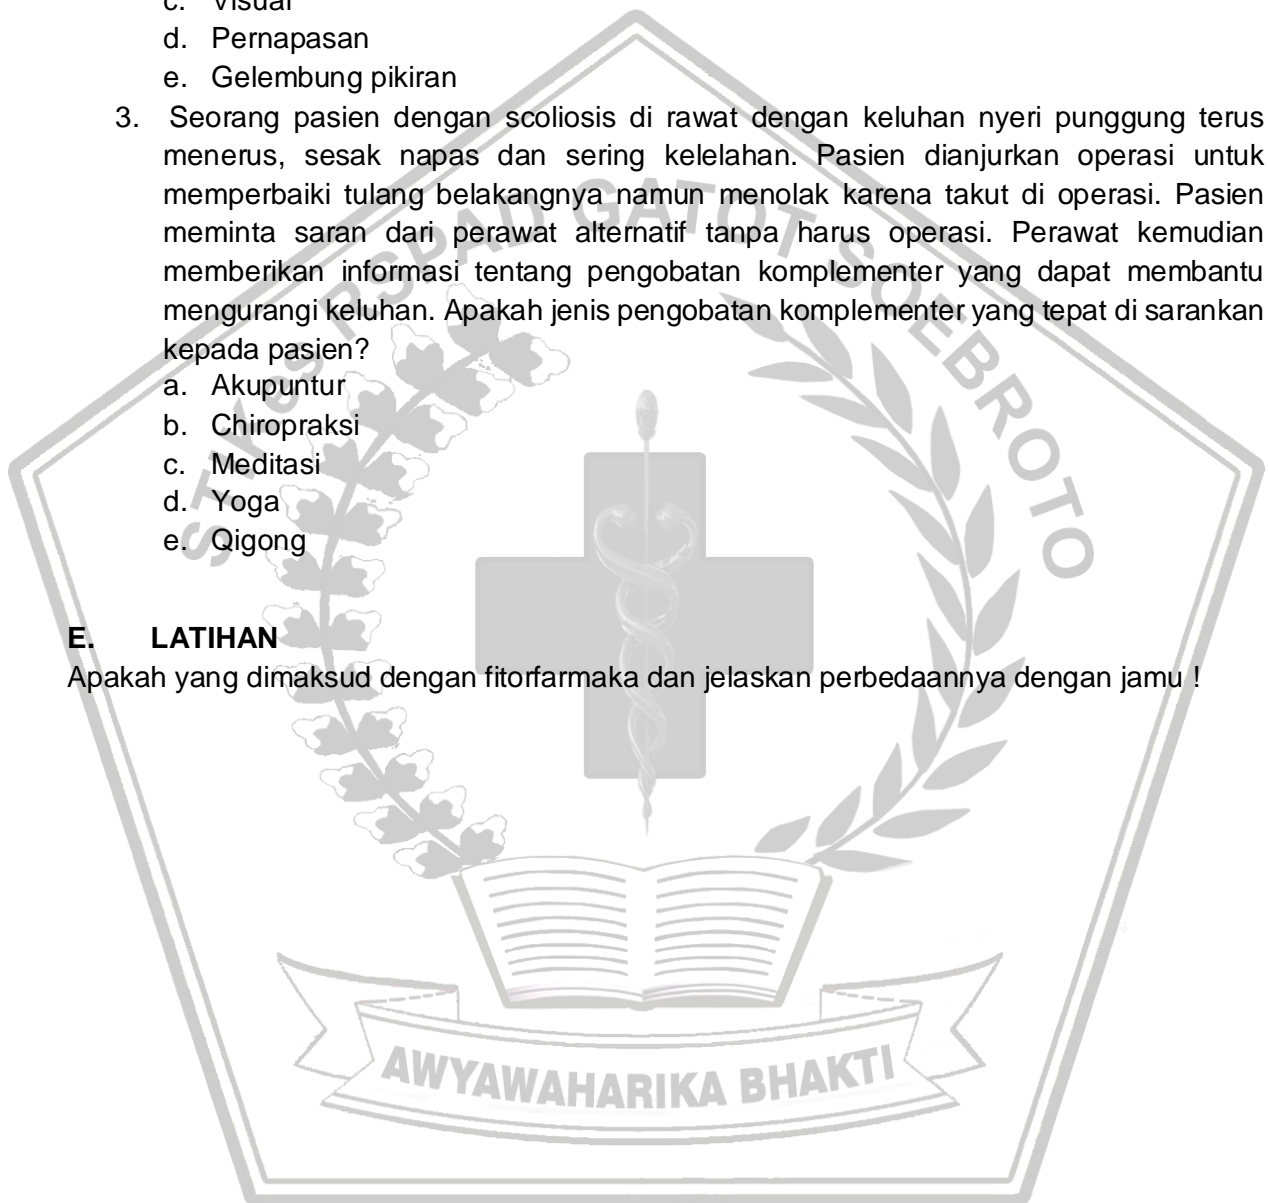 c. Visual
d. Pernapasan
e. Gelembung pikiran
3. Seorang pasien dengan scoliosis di rawat dengan keluhan nyeri punggung terus
menerus, sesak napas dan sering kelelahan. Pasien dianjurkan operasi untuk
memperbaiki tulang belakangnya namun menolak karena takut di operasi. Pasien
meminta saran dari perawat alternatif tanpa harus operasi. Perawat kemudian
memberikan informasi tentang pengobatan komplementer yang dapat membantu
mengurangi keluhan. Apakah jenis pengobatan komplementer yang tepat di sarankan
kepada pasien?
a. Akupuntur
b. Chiropraksi
c. Meditasi
d. Yoga
e. Qigong
E. LATIHAN
Apakah yang dimaksud dengan fitorfarmaka dan jelaskan perbedaannya dengan jamu !
STIKes RSPAD GATOT SOEBROTO
AWYAWAHARIKA BHAKTI